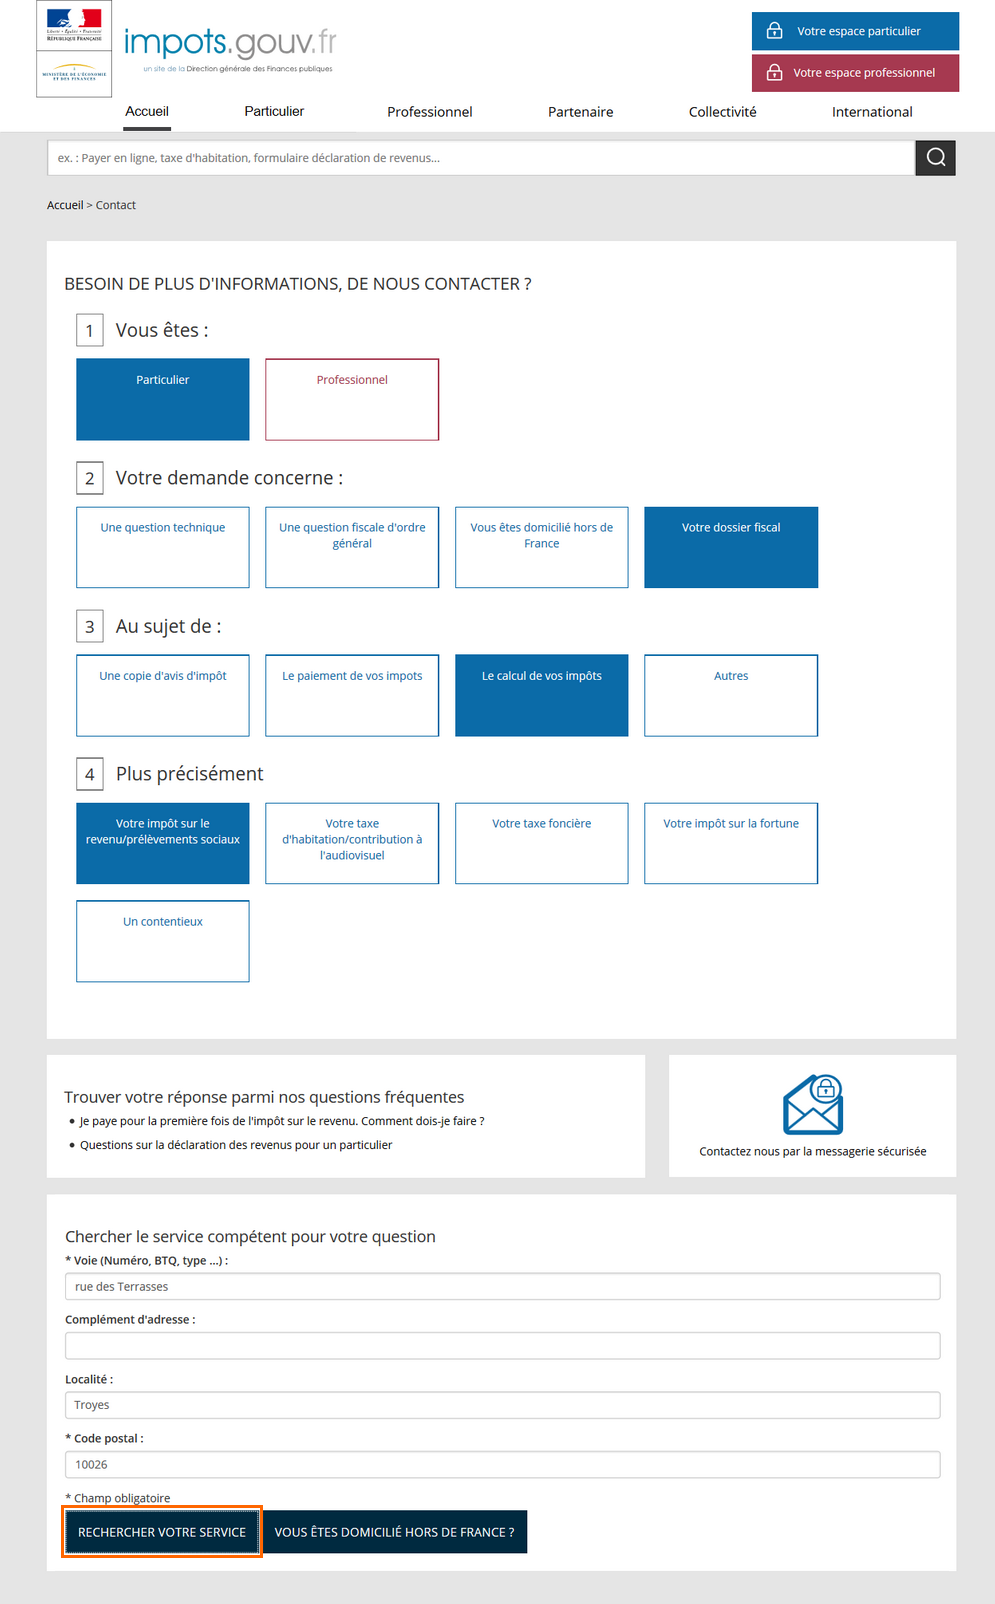 Liberté • Égalité • Fraternité
RÉPUBLIQUE FRANÇAISE
MINISTÈRE DE L'ÉCONOMIE
ET DES FINANCES
impots.gouv.fr
un site de la Direction générale des Finances publiques
Votre espace particulier
Votre espace professionnel
Accueil Particulier Professionnel Partenaire Collectivité International
ex. : Payer en ligne, taxe d'habitation, formulaire déclaration de revenus...
Accueil > Contact
BESOIN DE PLUS D'INFORMATIONS, DE NOUS CONTACTER ?
1 Vous êtes :
Particulier
Professionnel
2 Votre demande concerne :
Une question technique
Une question fiscale d'ordre
général
Vous êtes domicilié hors de
France
Votre dossier fiscal
3 Au sujet de :
Une copie d'avis d'impôt
Le paiement de vos impots
Le calcul de vos impôts
Autres
4 Plus précisément
Votre impôt sur le
revenu/prélèvements sociaux
Votre taxe
d'habitation/contribution à
l'audiovisuel
Votre taxe foncière
Votre impôt sur la fortune
Un contentieux
Trouver votre réponse parmi nos questions fréquentes
• Je paye pour la première fois de l'impôt sur le revenu. Comment dois-je faire ?
• Questions sur la déclaration des revenus pour un particulier
Contactez nous par la messagerie sécurisée
Chercher le service compétent pour votre question
* Voie (Numéro, BTQ, type ...) :
rue des Terrasses
Complément d'adresse :
Localité :
Troyes
* Code postal :
10026
* Champ obligatoire
RECHERCHER VOTRE SERVICE
VOUS ÊTES DOMICILIÉ HORS DE FRANCE ?